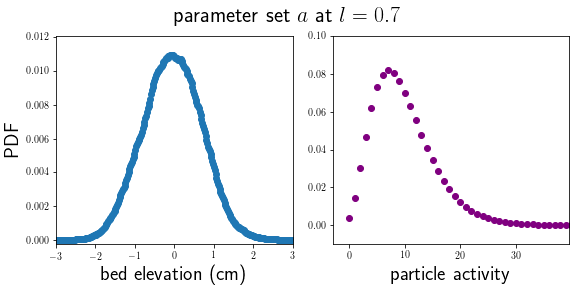 parameter set a at l = 0.7
PDF
0.012
0.010
0.008
0.006
0.004
0.002
0.000
−3 −2 −1 0 1 2 3
bed elevation (cm)
0.10
0.08
0.06
0.04
0.02
0.00
0 10 20 30
particle activity